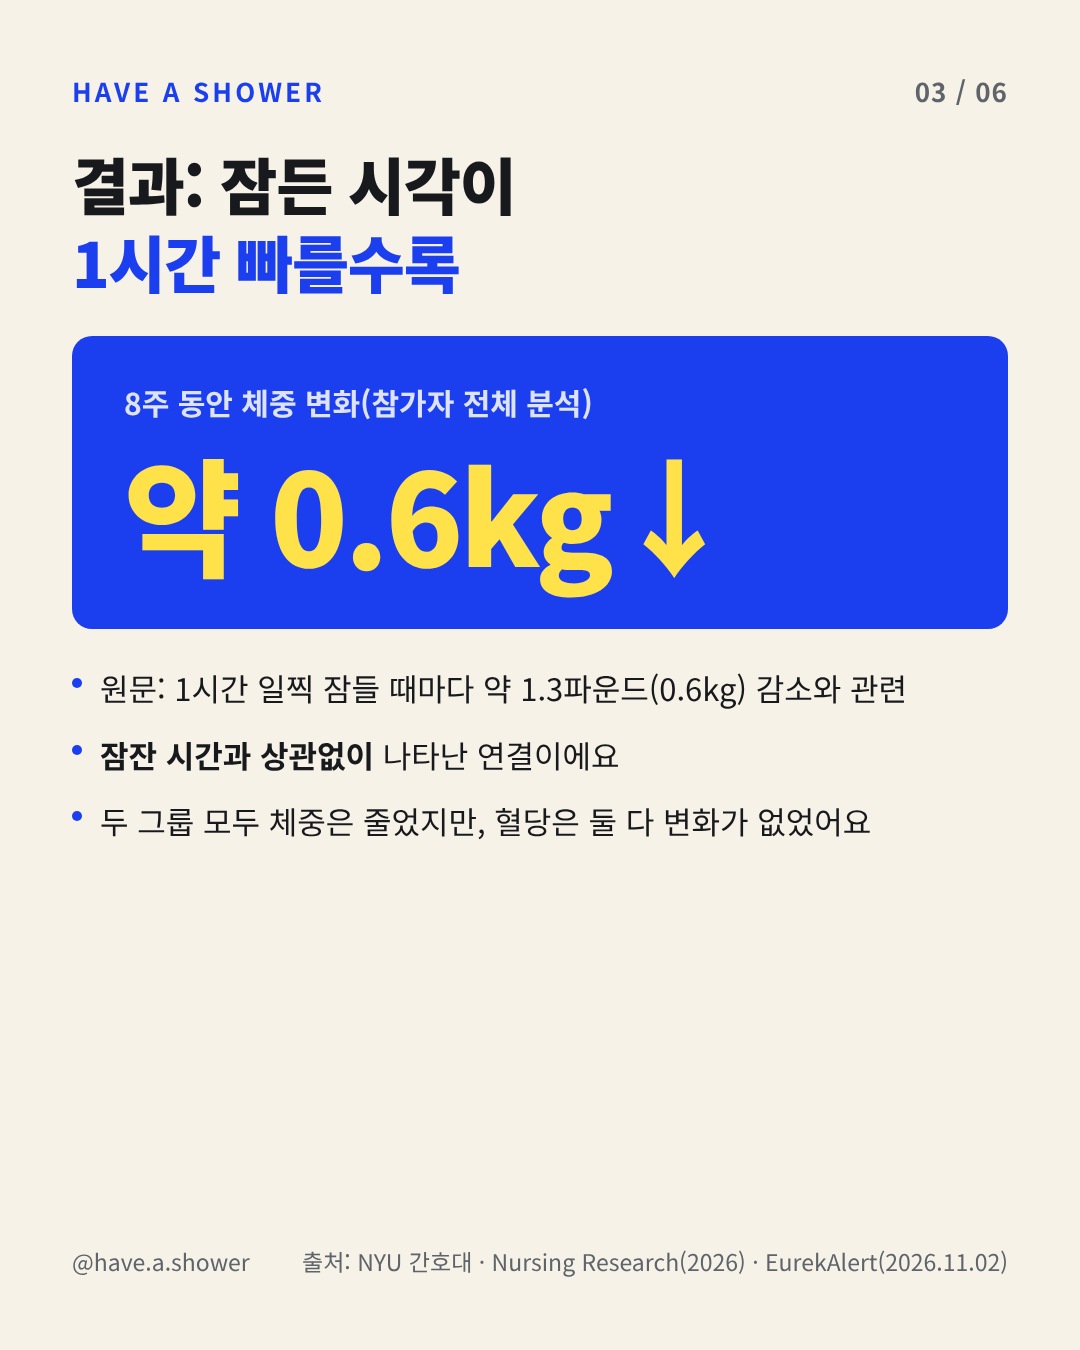 HAVE A SHOWER
03 / 06
결과: 잠든 시각이
1시간 빠를수록
8주 동안 체중 변화(참가자 전체 분석)
약 0.6kg↓
• 원문: 1시간 일찍 잠들 때마다 약 1.3파운드(0.6kg) 감소와 관련
• 잠잔 시간과 상관없이 나타난 연결이에요
• 두 그룹 모두 체중은 줄었지만, 혈당은 둘 다 변화가 없었어요
@have.a.shower
출처: NYU 간호대 · Nursing Research(2026) · EurekAlert(2026.11.02)